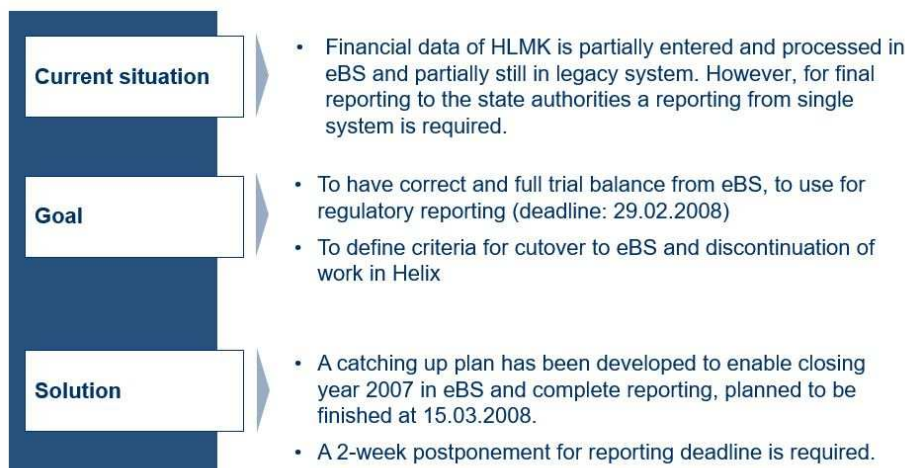 Current situation
• Financial data of HLMK is partially entered and processed in
eBS and partially still in legacy system. However, for final
reporting to the state authorities a reporting from single
system is required.
Goal
• To have correct and full trial balance from eBS, to use for
regulatory reporting (deadline: 29.02.2008)
• To define criteria for cutover to eBS and discontinuation of
work in Helix
Solution
• A catching up plan has been developed to enable closing
year 2007 in eBS and complete reporting, planned to be
finished at 15.03.2008.
• A 2-week postponement for reporting deadline is required.